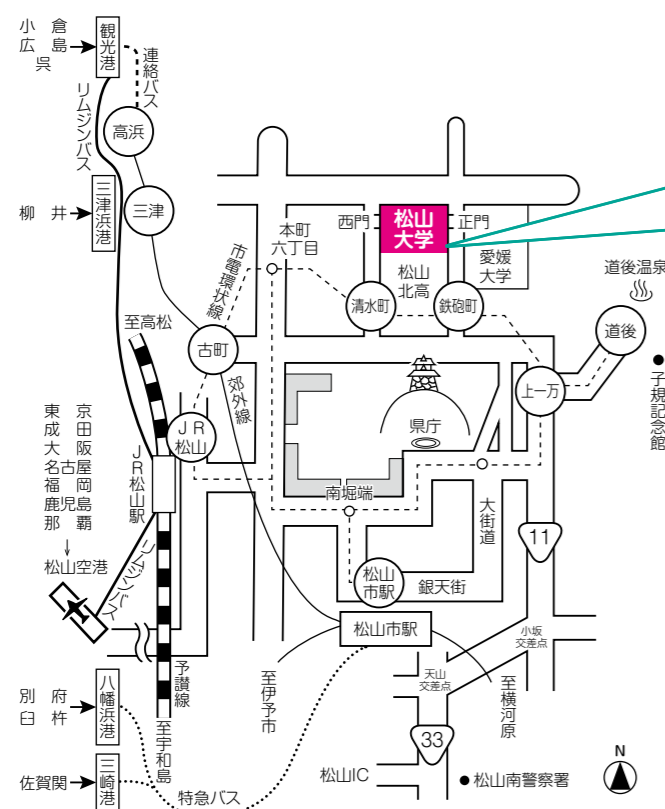 小倉
広島
呉
観光港
連絡バス
リムジンバス
高浜
柳井
三津浜港
三津
市電環状線
本町
六丁目
西門
松山
大学
正門
愛媛
大学
松山
北高
清水町
鉄砲町
道後温泉
道後
子規記念館
上一万
至高松
古町
郊外線
JR
松山
JR松山駅
県庁
南堀端
大街道
東京
成田
大阪
名古屋
福岡
鹿児島
那覇
松山空港
リムジンバス
松山
市駅
銀天街
11
松山市駅
小坂
交差点
天山
交差点
至伊予市
至横河原
予讃線
至宇和島
別府
臼杵
八幡浜港
佐賀関
三崎港
特急バス
33
松山IC
松山南警察署
N